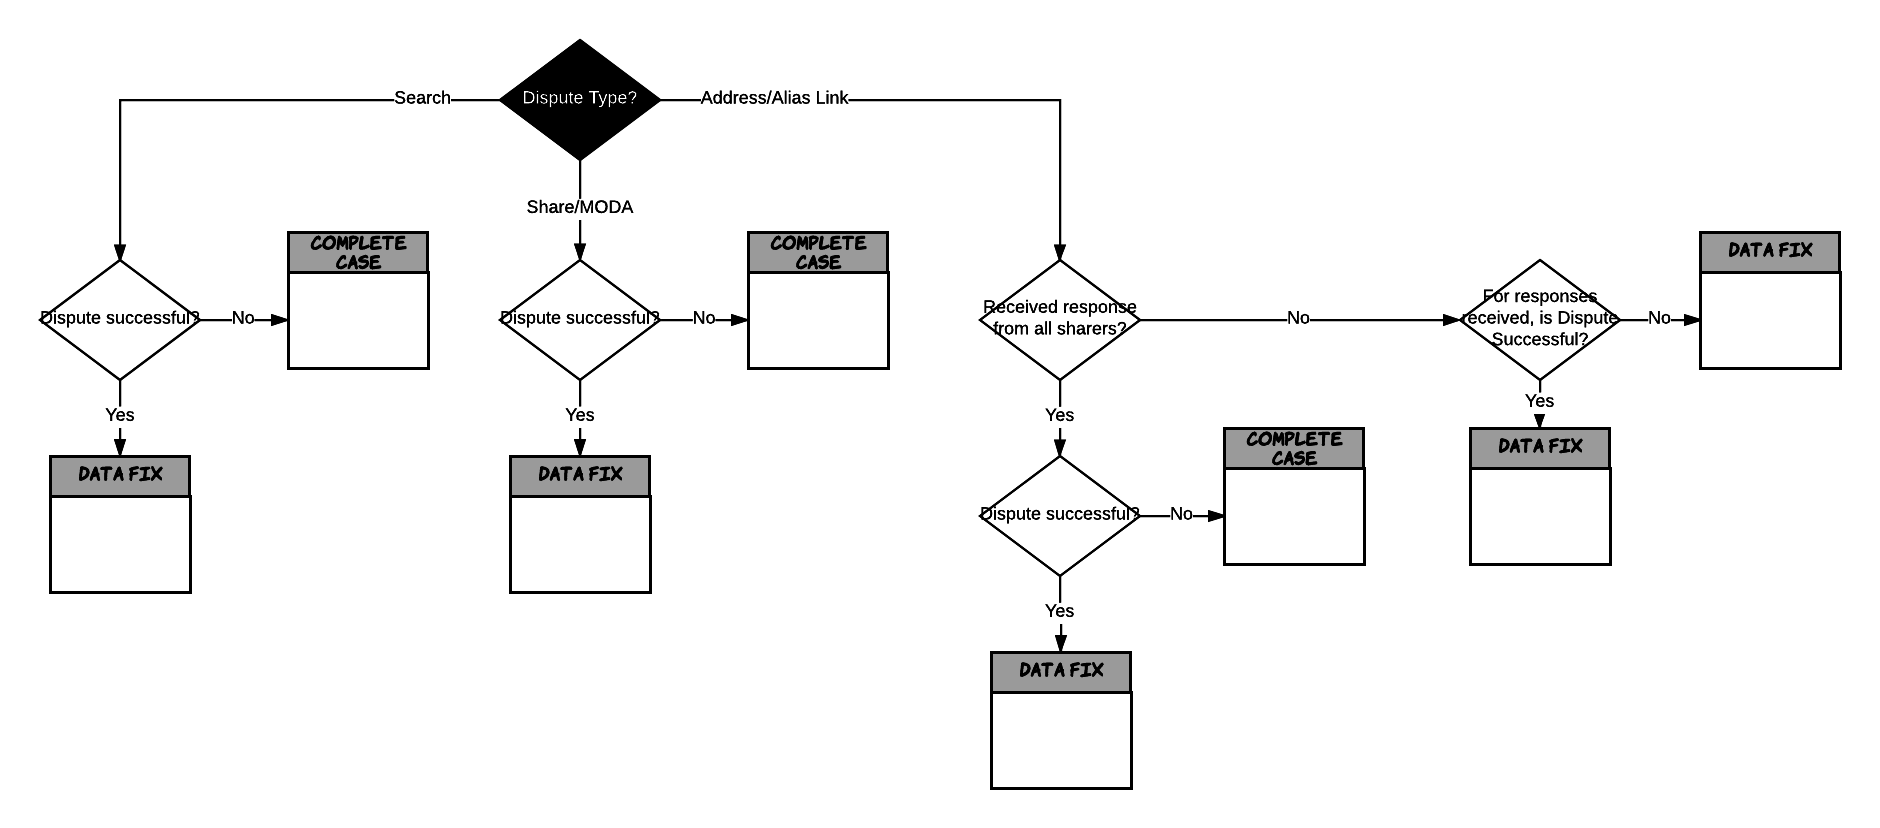 Dispute Type?
Search
Address/Alias Link
Share/MODA
COMPLETE
CASE
COMPLETE
CASE
DATA FIX
Dispute successful?
No
Dispute successful?
No
Received response
from all sharers?
No
For responses
received, is Dispute
Successful?
No
Yes
Yes
Yes
Yes
DATA FIX
DATA FIX
COMPLETE
CASE
DATA FIX
Dispute successful?
No
Yes
DATA FIX